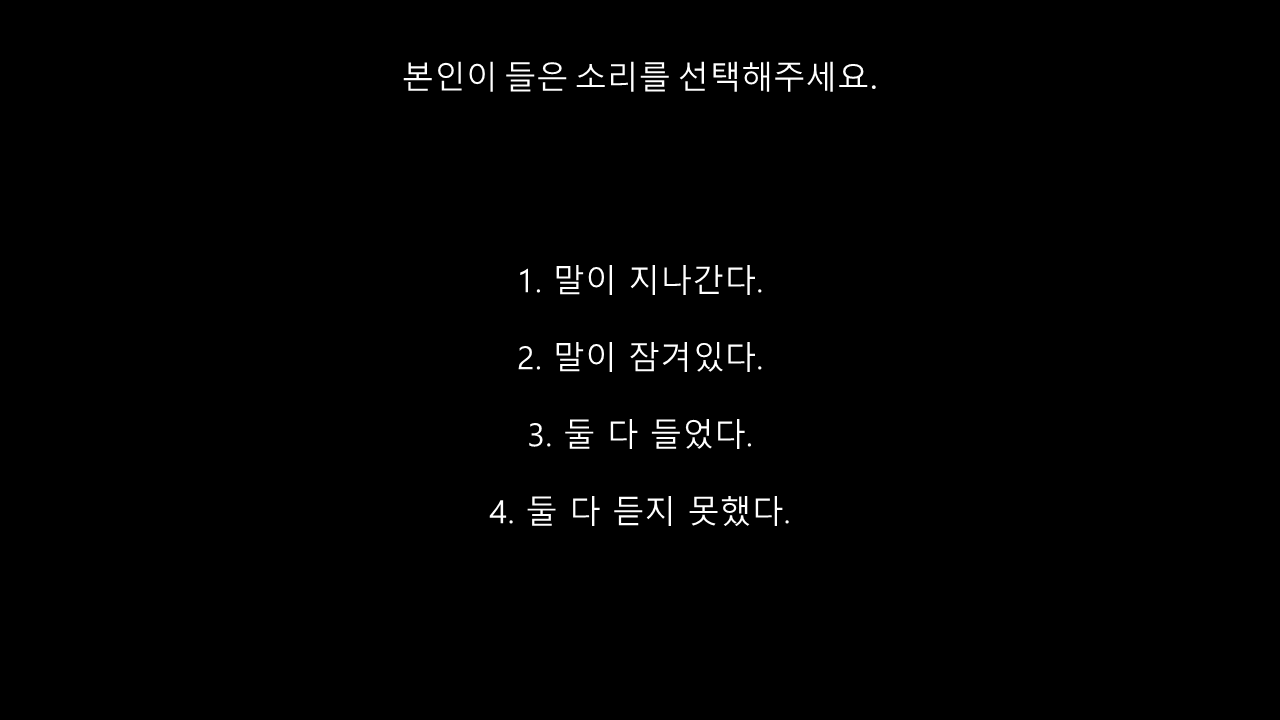 본인이 들은 소리를 선택해주세요.
1. 말이 지나간다.
2. 말이 잠겨있다.
3. 둘 다 들었다.
4. 둘 다 듣지 못했다.